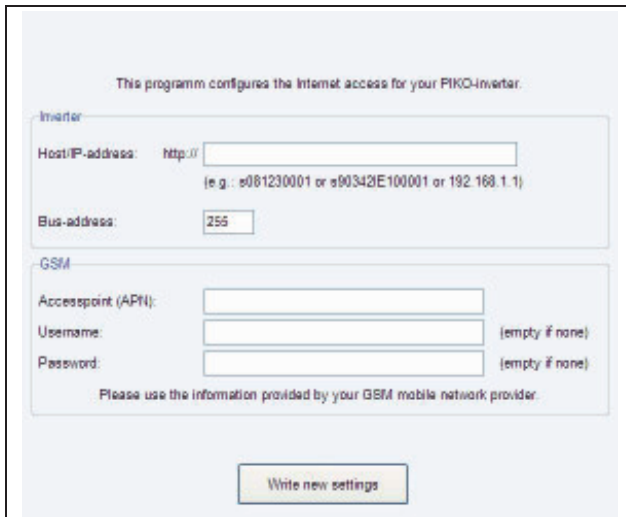 This programm configures the Internet access for your PIKO-inverter.
Inverter
Host/IP-address: http://
(e.g.: s081230001 or s90342IE100001 or 192.168.1.1)
Bus-address: 255
GSM
Accesspoint (APN):
Username: (empty if none)
Password: (empty if none)
Please use the information provided by your GSM mobile network provider.
Write new settings